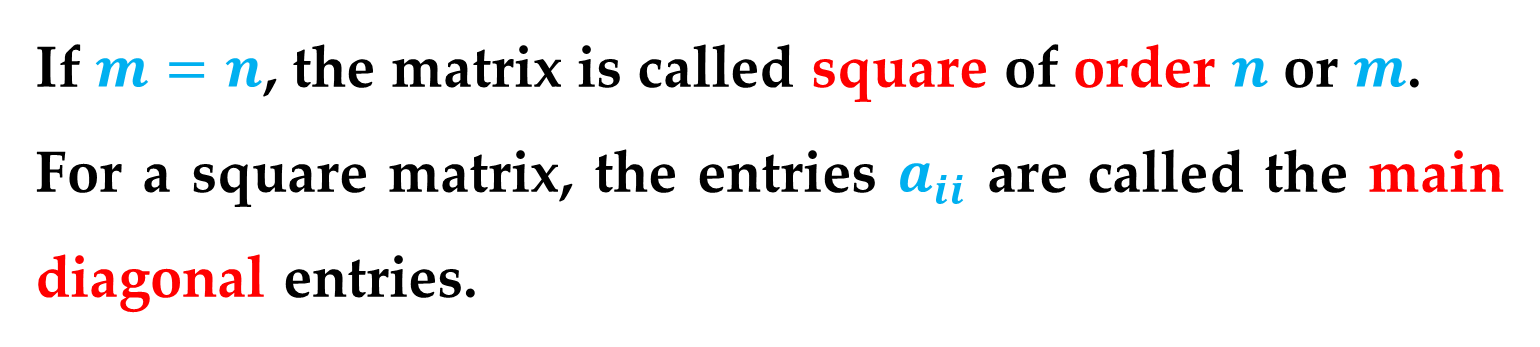 If m = n, the matrix is called square of order n or m.
For a square matrix, the entries aᵢᵢ are called the main
diagonal entries.